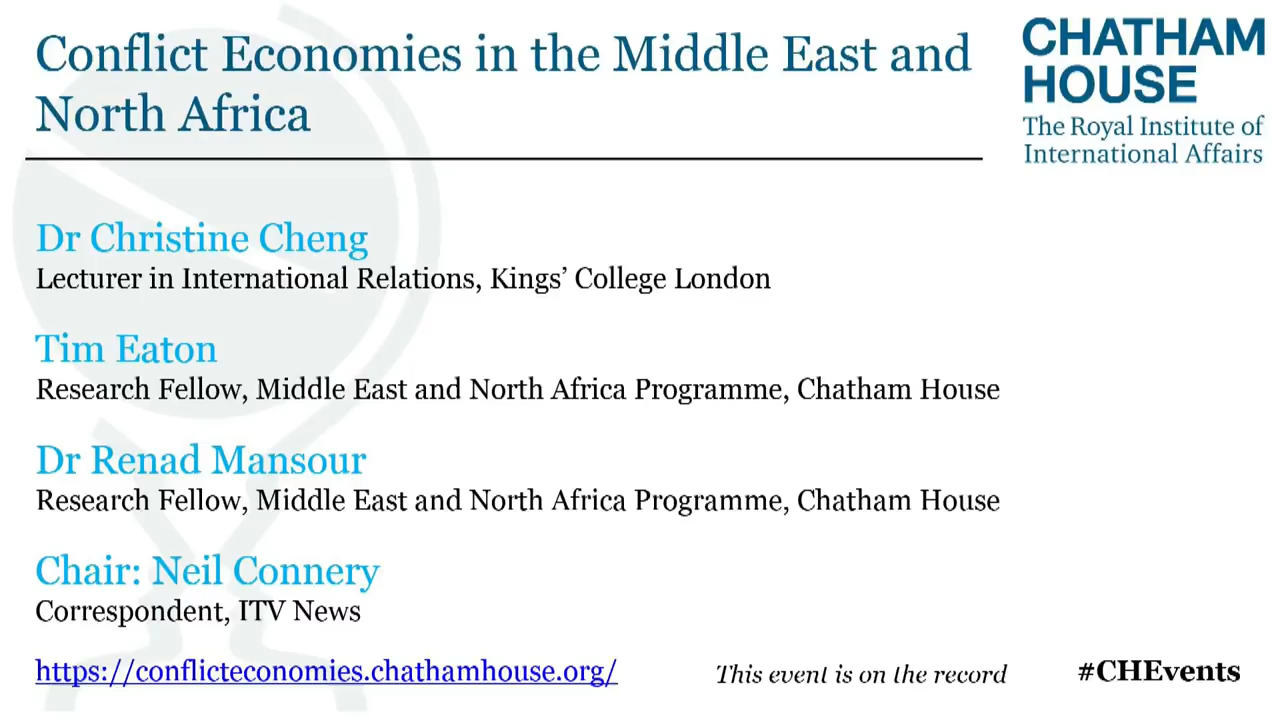 Conflict Economies in the Middle East and
North Africa
CHATHAM
HOUSE
The Royal Institute of
International Affairs
Dr Christine Cheng
Lecturer in International Relations, Kings’ College London
Tim Eaton
Research Fellow, Middle East and North Africa Programme, Chatham House
Dr Renad Mansour
Research Fellow, Middle East and North Africa Programme, Chatham House
Chair: Neil Connery
Correspondent, ITV News
https://conflicteconomies.chathamhouse.org/
This event is on the record
#CHEvents